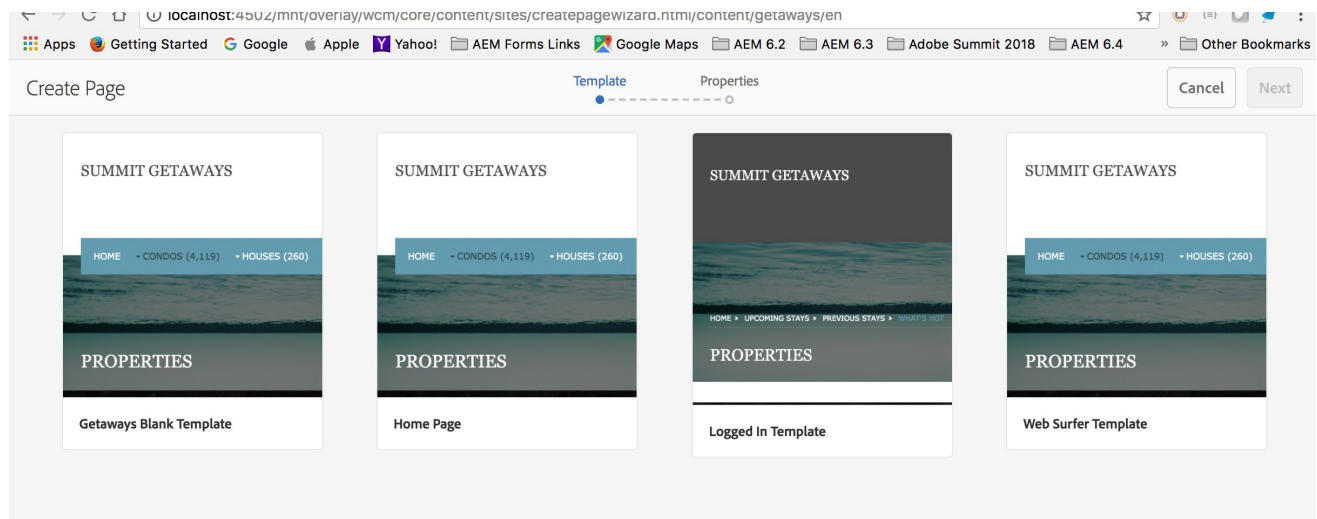 localhost:4502/mnt/overlay/wcm/core/content/sites/createpagewizard.html/content/getaways/en
Apps Getting Started Google Apple Yahoo! AEM Forms Links Google Maps AEM 6.2 AEM 6.3 Adobe Summit 2018 AEM 6.4 » Other Bookmarks
Create Page Template Properties Cancel Next
SUMMIT GETAWAYS
HOME CONDOS (4,119) HOUSES (260)
PROPERTIES
Getaways Blank Template
SUMMIT GETAWAYS
HOME CONDOS (4,119) HOUSES (260)
PROPERTIES
Home Page
SUMMIT GETAWAYS
HOME » UPCOMING STAYS » PREVIOUS STAYS » WHAT'S HOT
PROPERTIES
Logged In Template
SUMMIT GETAWAYS
HOME CONDOS (4,119) HOUSES (260)
PROPERTIES
Web Surfer Template